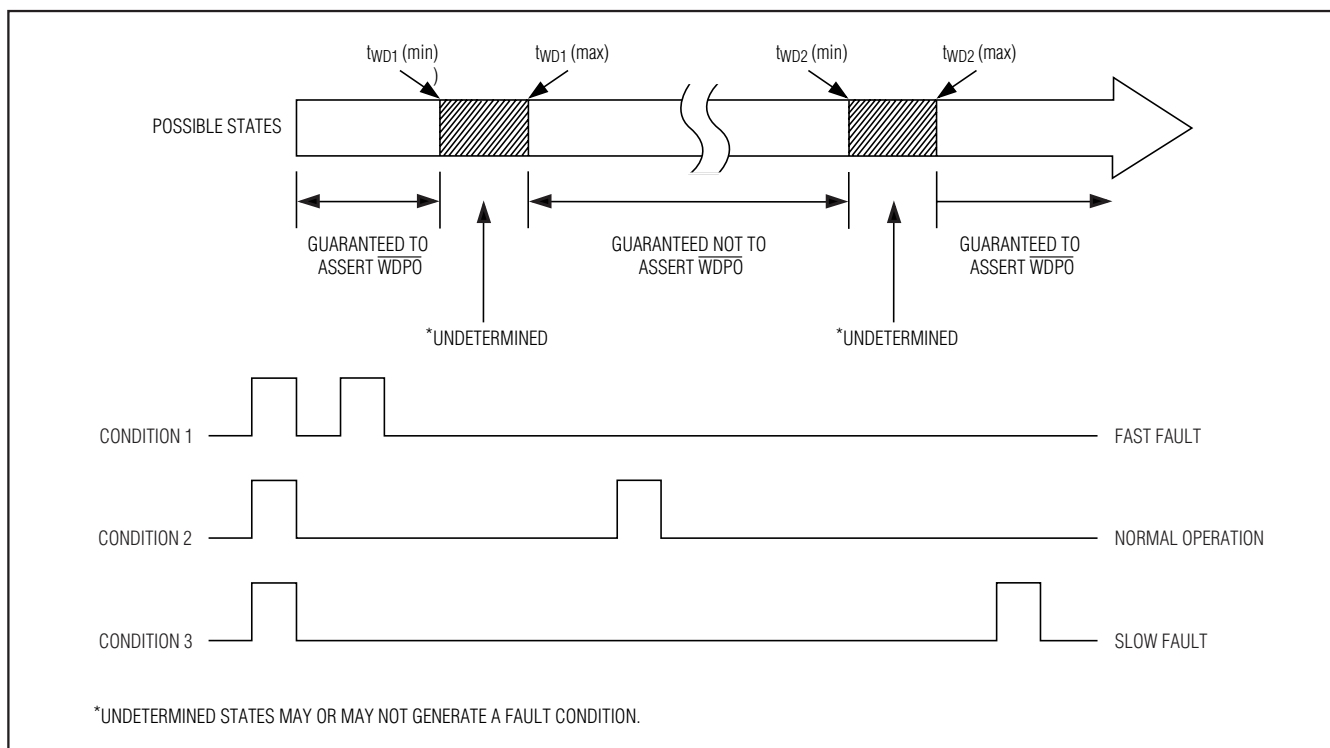 tWD1 (min)
)
tWD1 (max)
tWD2 (min)
tWD2 (max)
POSSIBLE STATES
GUARANTEED TO
ASSERT WDPO
GUARANTEED NOT TO
ASSERT WDPO
GUARANTEED TO
ASSERT WDPO
*UNDETERMINED
*UNDETERMINED
CONDITION 1
FAST FAULT
CONDITION 2
NORMAL OPERATION
CONDITION 3
SLOW FAULT
*UNDETERMINED STATES MAY OR MAY NOT GENERATE A FAULT CONDITION.